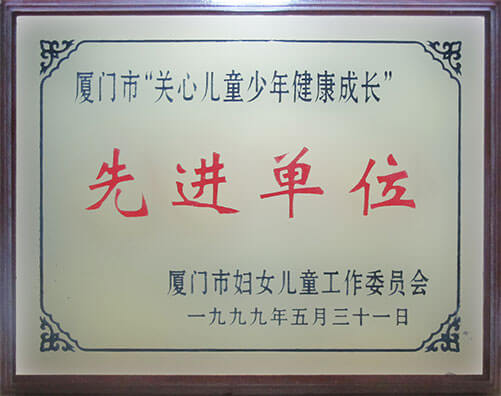 厦门市“关心儿童少年健康成长”
先进单位
厦门市妇女儿童工作委员会
一九九九年五月三十一日